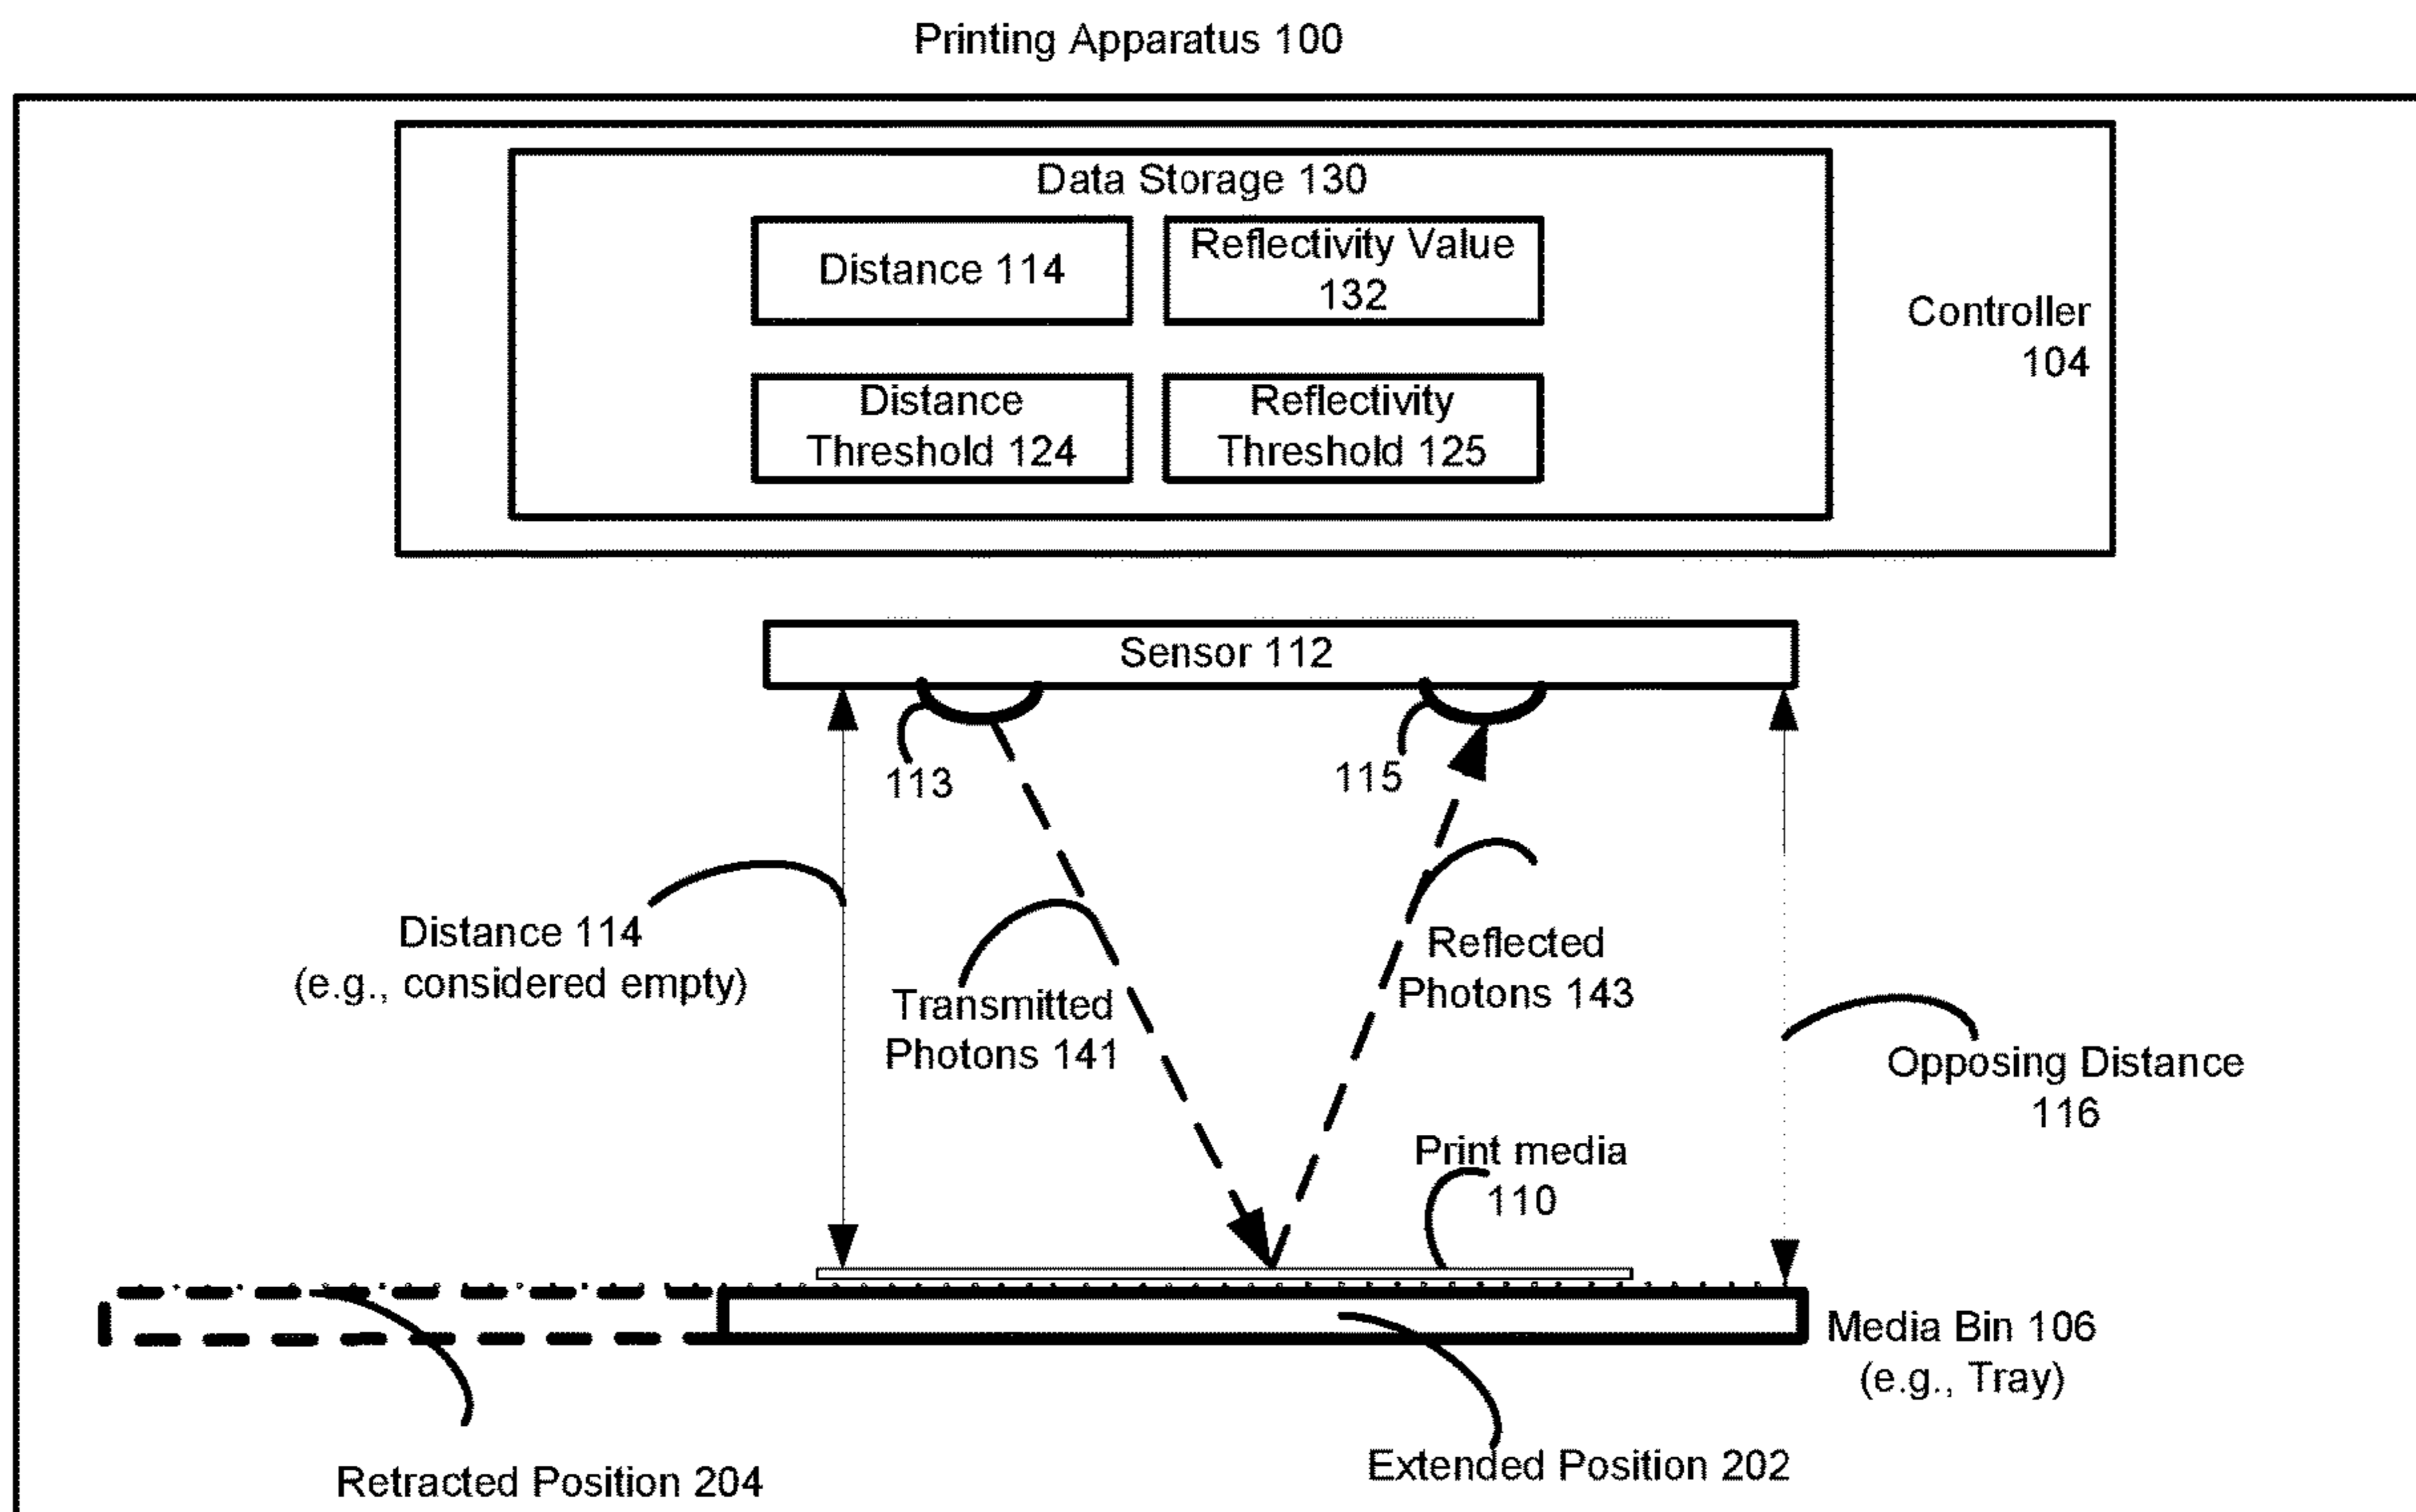 Printing Apparatus 100
Data Storage 130
Distance 114
Reflectivity Value
132
Distance
Threshold 124
Reflectivity
Threshold 125
Controller
104
Sensor 112
113
115
Distance 114
(e.g., considered empty)
Transmitted
Photons 141
Reflected
Photons 143
Opposing Distance
116
Print media
110
Media Bin 106
(e.g., Tray)
Retracted Position 204
Extended Position 202